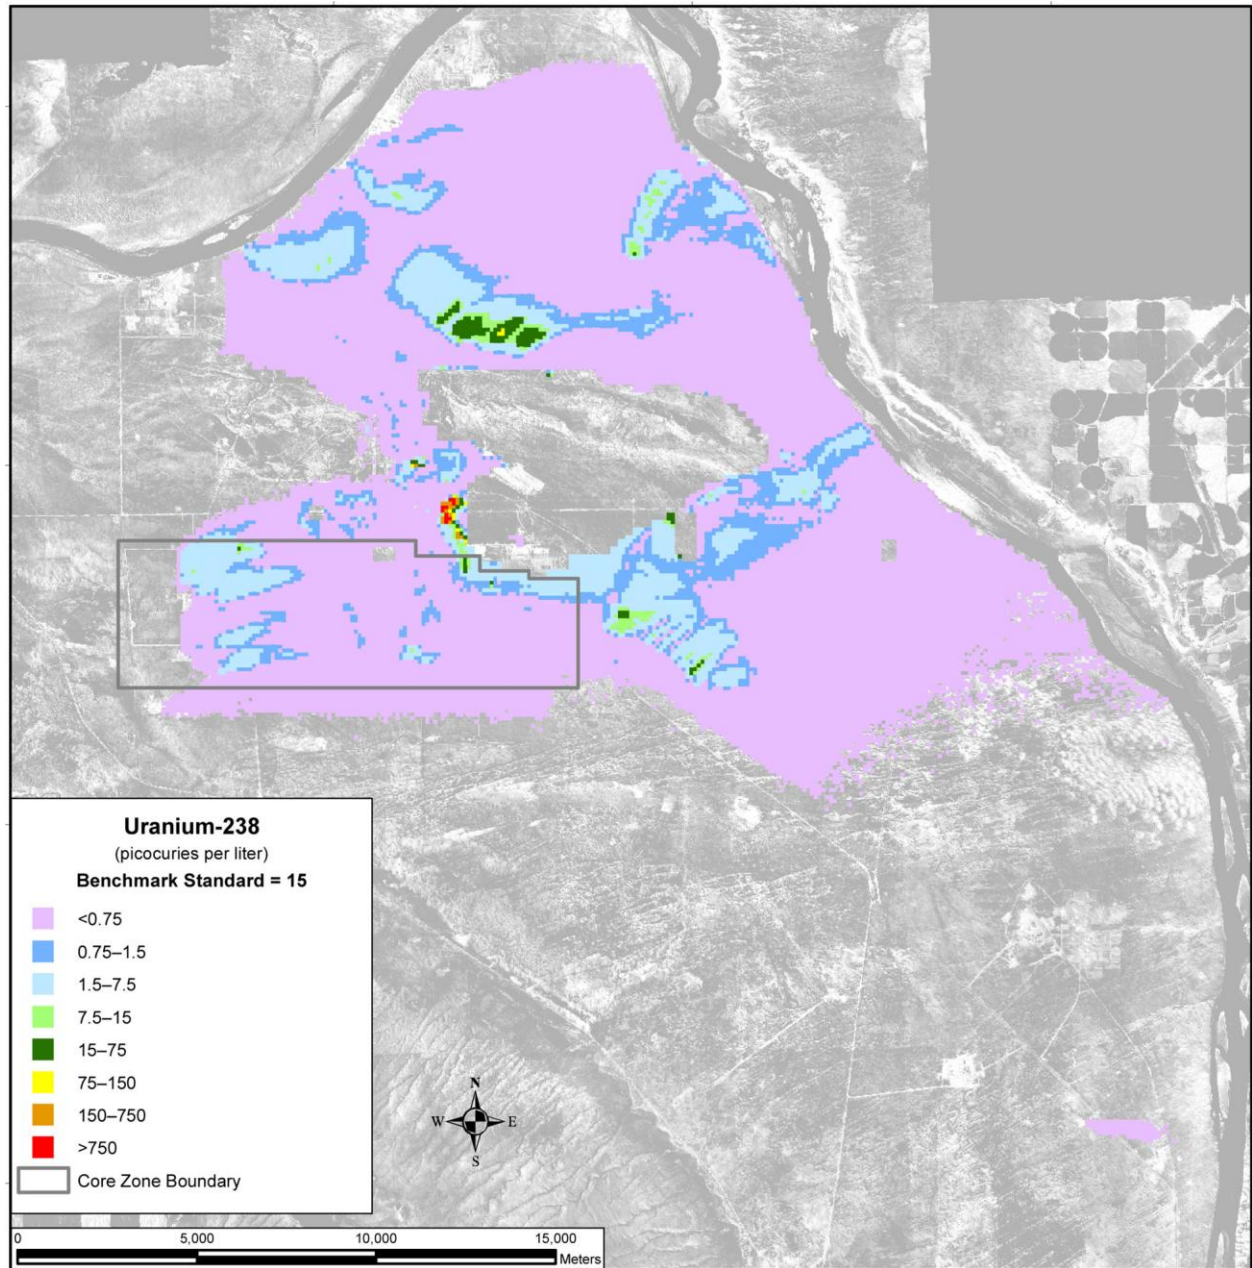 Uranium-238
(picocuries per liter)
Benchmark Standard = 15
<0.75
0.75–1.5
1.5–7.5
7.5–15
15–75
75–150
150–750
>750
Core Zone Boundary
N
W E
S
0 5,000 10,000 15,000
Meters